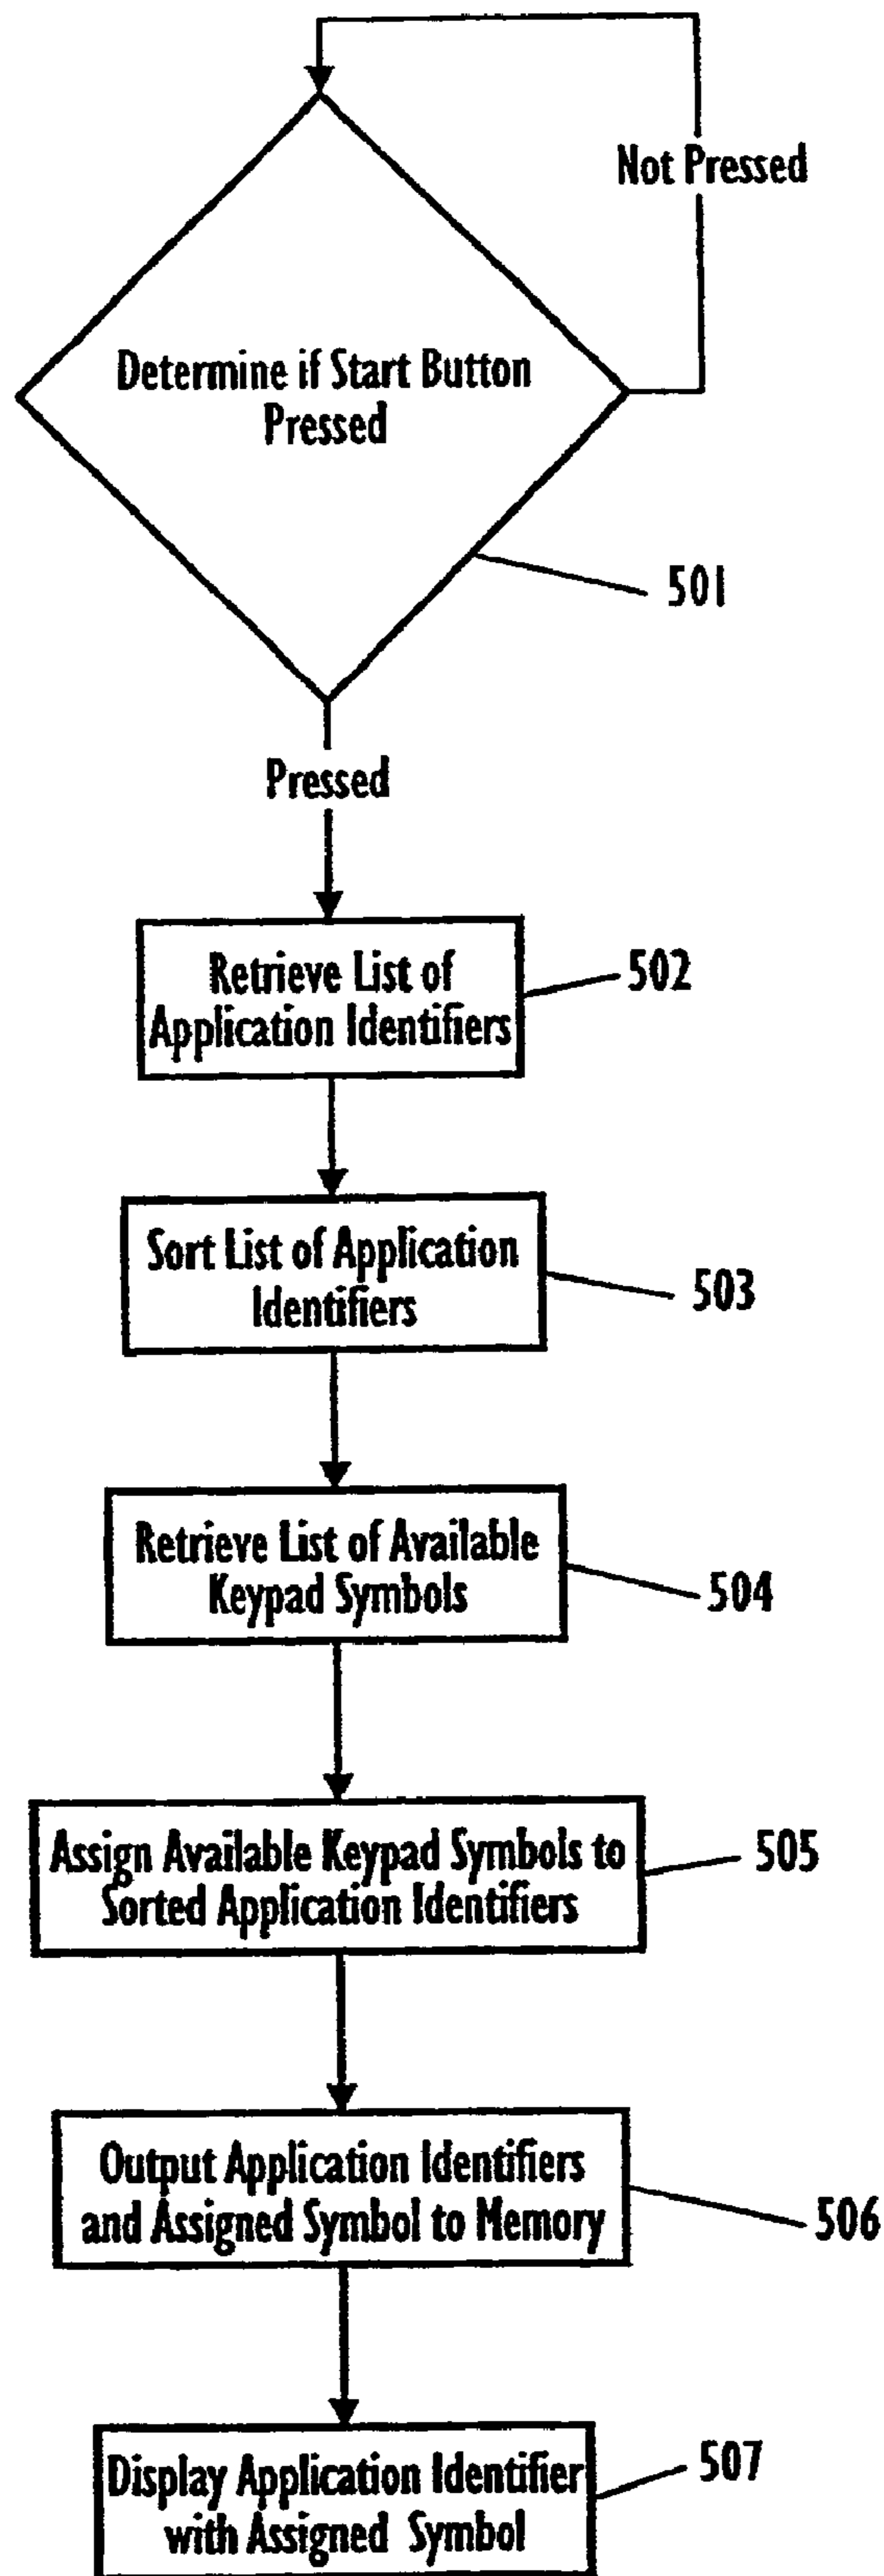 Not Pressed
Determine if Start Button
Pressed
501
Pressed
Retrieve List of
Application Identifiers
502
Sort List of Application
Identifiers
503
Retrieve List of Available
Keypad Symbols
504
Assign Available Keypad Symbols to
Sorted Application Identifiers
505
Output Application Identifiers
and Assigned Symbol to Memory
506
Display Application Identifier
with Assigned Symbol
507